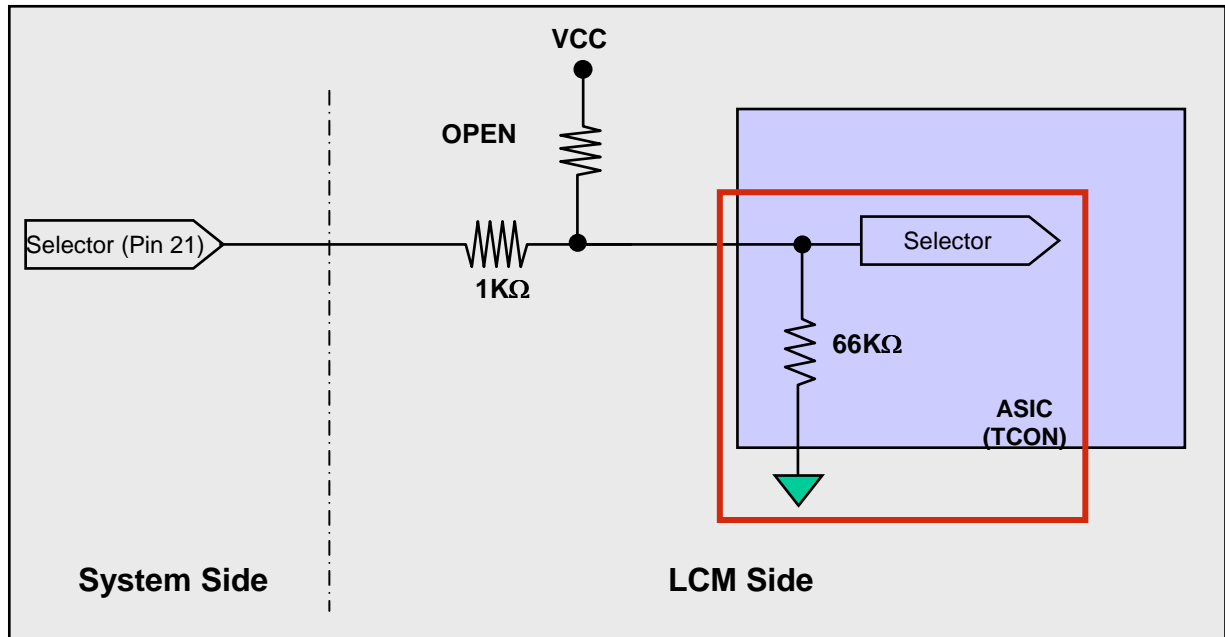 VCC
OPEN
Selector (Pin 21)
Selector
1KΩ
66KΩ
ASIC
(TCON)
System Side
LCM Side